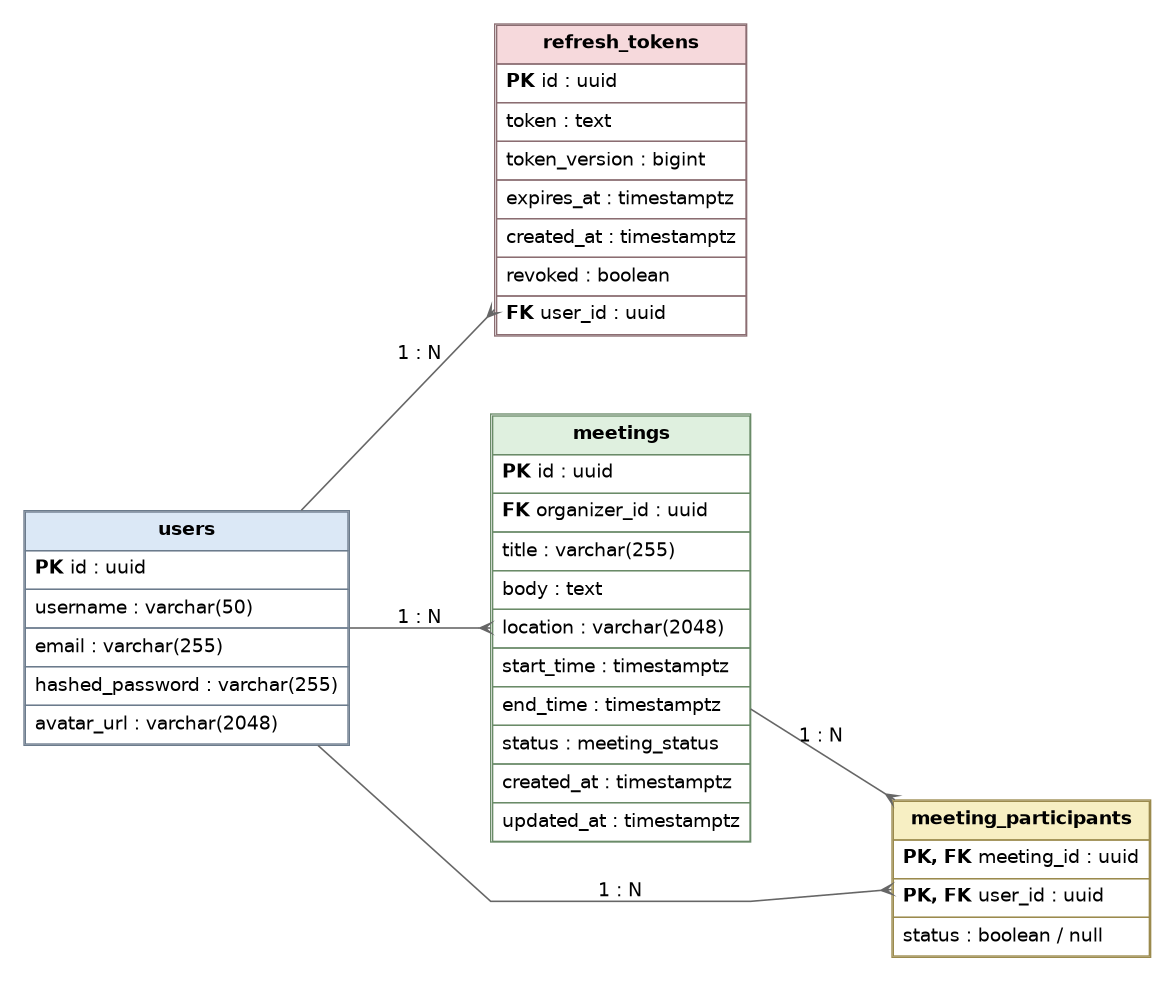 refresh_tokens
PK id : uuid
token : text
token_version : bigint
expires_at : timestamptz
created_at : timestamptz
revoked : boolean
FK user_id : uuid
1 : N
meetings
PK id : uuid
FK organizer_id : uuid
title : varchar(255)
body : text
location : varchar(2048)
start_time : timestamptz
end_time : timestamptz
status : meeting_status
created_at : timestamptz
updated_at : timestamptz
users
PK id : uuid
username : varchar(50)
email : varchar(255)
hashed_password : varchar(255)
avatar_url : varchar(2048)
1 : N
1 : N
1 : N
meeting_participants
PK, FK meeting_id : uuid
PK, FK user_id : uuid
status : boolean / null